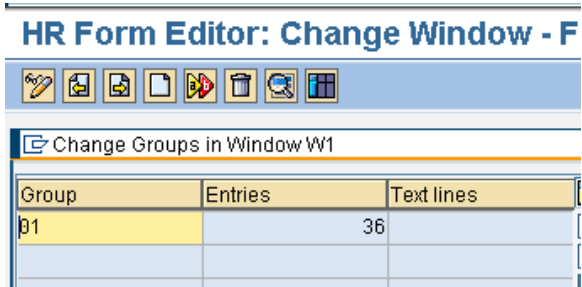 HR Form Editor: Change Window - F
Change Groups in Window W1
Group Entries Text lines
01 36